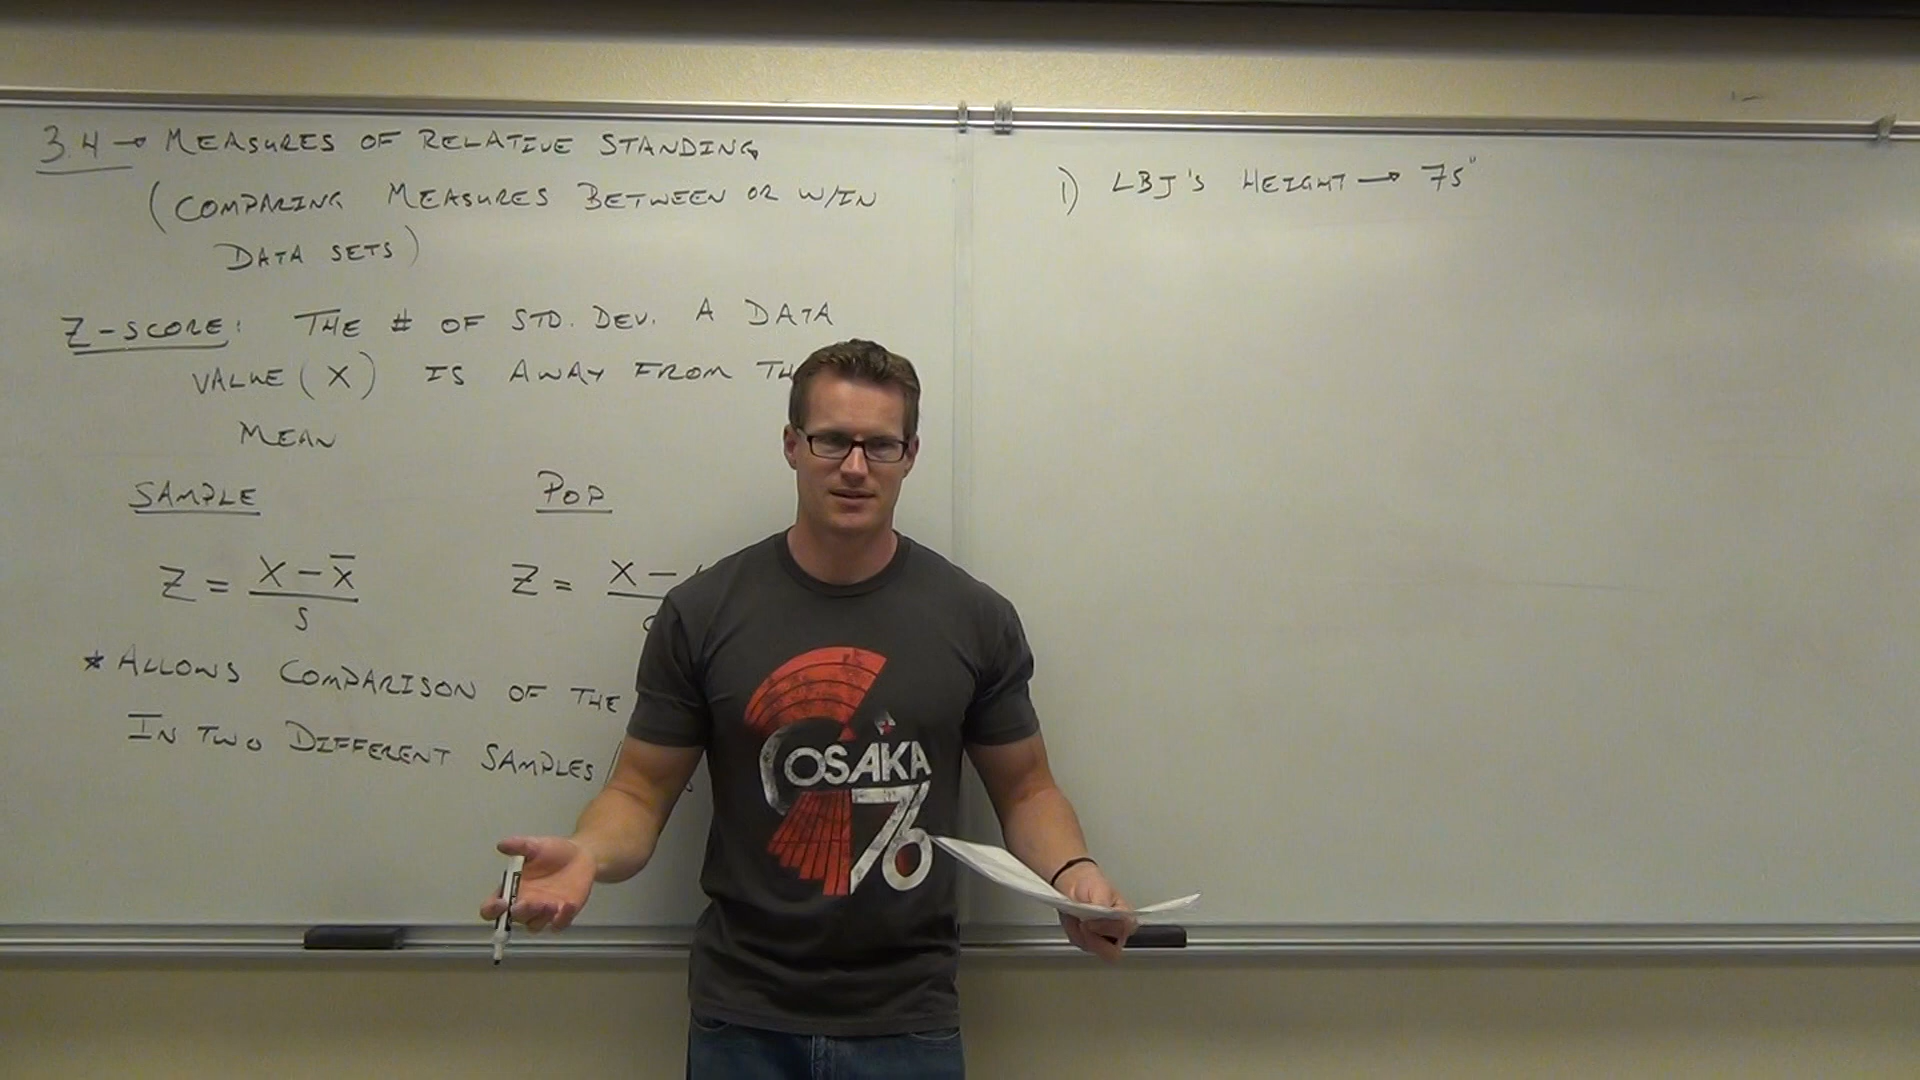 3.4 → MEASURES OF RELATIVE STANDING
(COMPARING MEASURES BETWEEN OR W/IN
DATA SETS)
Z-SCORE: THE # OF STD. DEV. A DATA
VALUE (X) IS AWAY FROM
MEAN
SAMPLE
Z = (X - x̄) / S
POP
Z = X -
* ALLOWS COMPARISON OF THE
IN TWO DIFFERENT SAMPLES /
1) LBJ'S HEIGHT → 75"
OSAKA
76